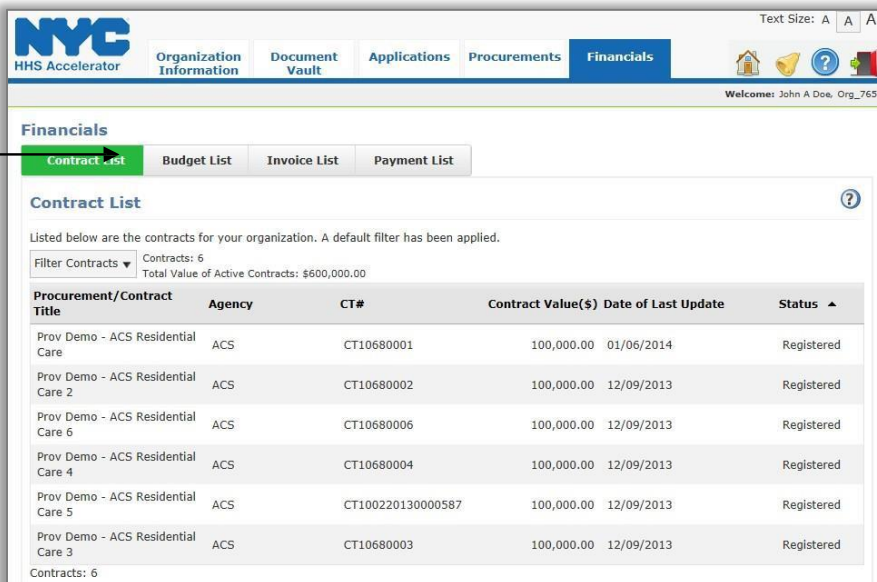 Text Size: A A A
NYC
HHS Accelerator
Organization Information
Document Vault
Applications
Procurements
Financials
Welcome: John A Doe, Org_765
Financials
Contract List Budget List Invoice List Payment List
Contract List
Listed below are the contracts for your organization. A default filter has been applied.
Filter Contracts
Contracts: 6
Total Value of Active Contracts: $600,000.00
Procurement/Contract Title Agency CT# Contract Value($) Date of Last Update Status
Prov Demo - ACS Residential Care ACS CT10680001 100,000.00 01/06/2014 Registered
Prov Demo - ACS Residential Care 2 ACS CT10680002 100,000.00 12/09/2013 Registered
Prov Demo - ACS Residential Care 6 ACS CT10680006 100,000.00 12/09/2013 Registered
Prov Demo - ACS Residential Care 4 ACS CT10680004 100,000.00 12/09/2013 Registered
Prov Demo - ACS Residential Care 5 ACS CT100220130000587 100,000.00 12/09/2013 Registered
Prov Demo - ACS Residential Care 3 ACS CT10680003 100,000.00 12/09/2013 Registered
Contracts: 6